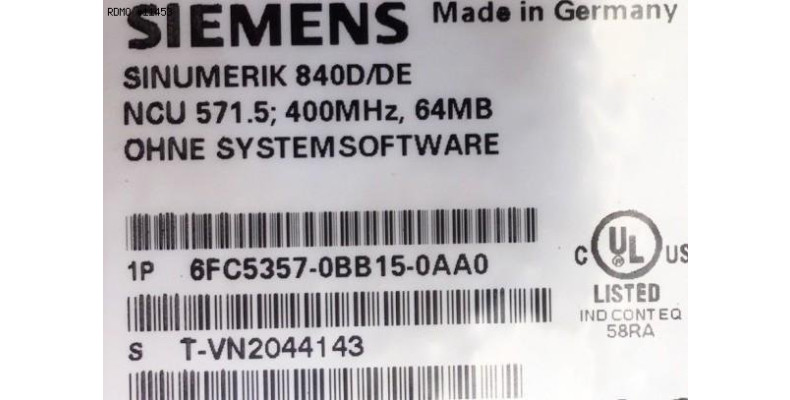 SIEMENS Made in Germany
SINUMERIK 840D/DE
NCU 571.5; 400MHz, 64MB
OHNE SYSTEMSOFTWARE
1P 6FC5357-0BB15-0AA0
C UL US
®
LISTED
IND CONT EQ
58RA
S T-VN2044143